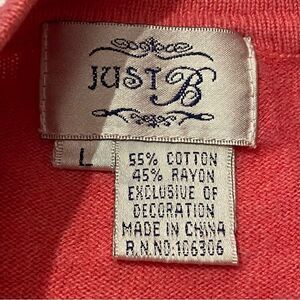 JUST B
L
55% COTTON
45% RAYON
EXCLUSIVE OF
DECORATION
MADE IN CHINA
R.N.NO:106306